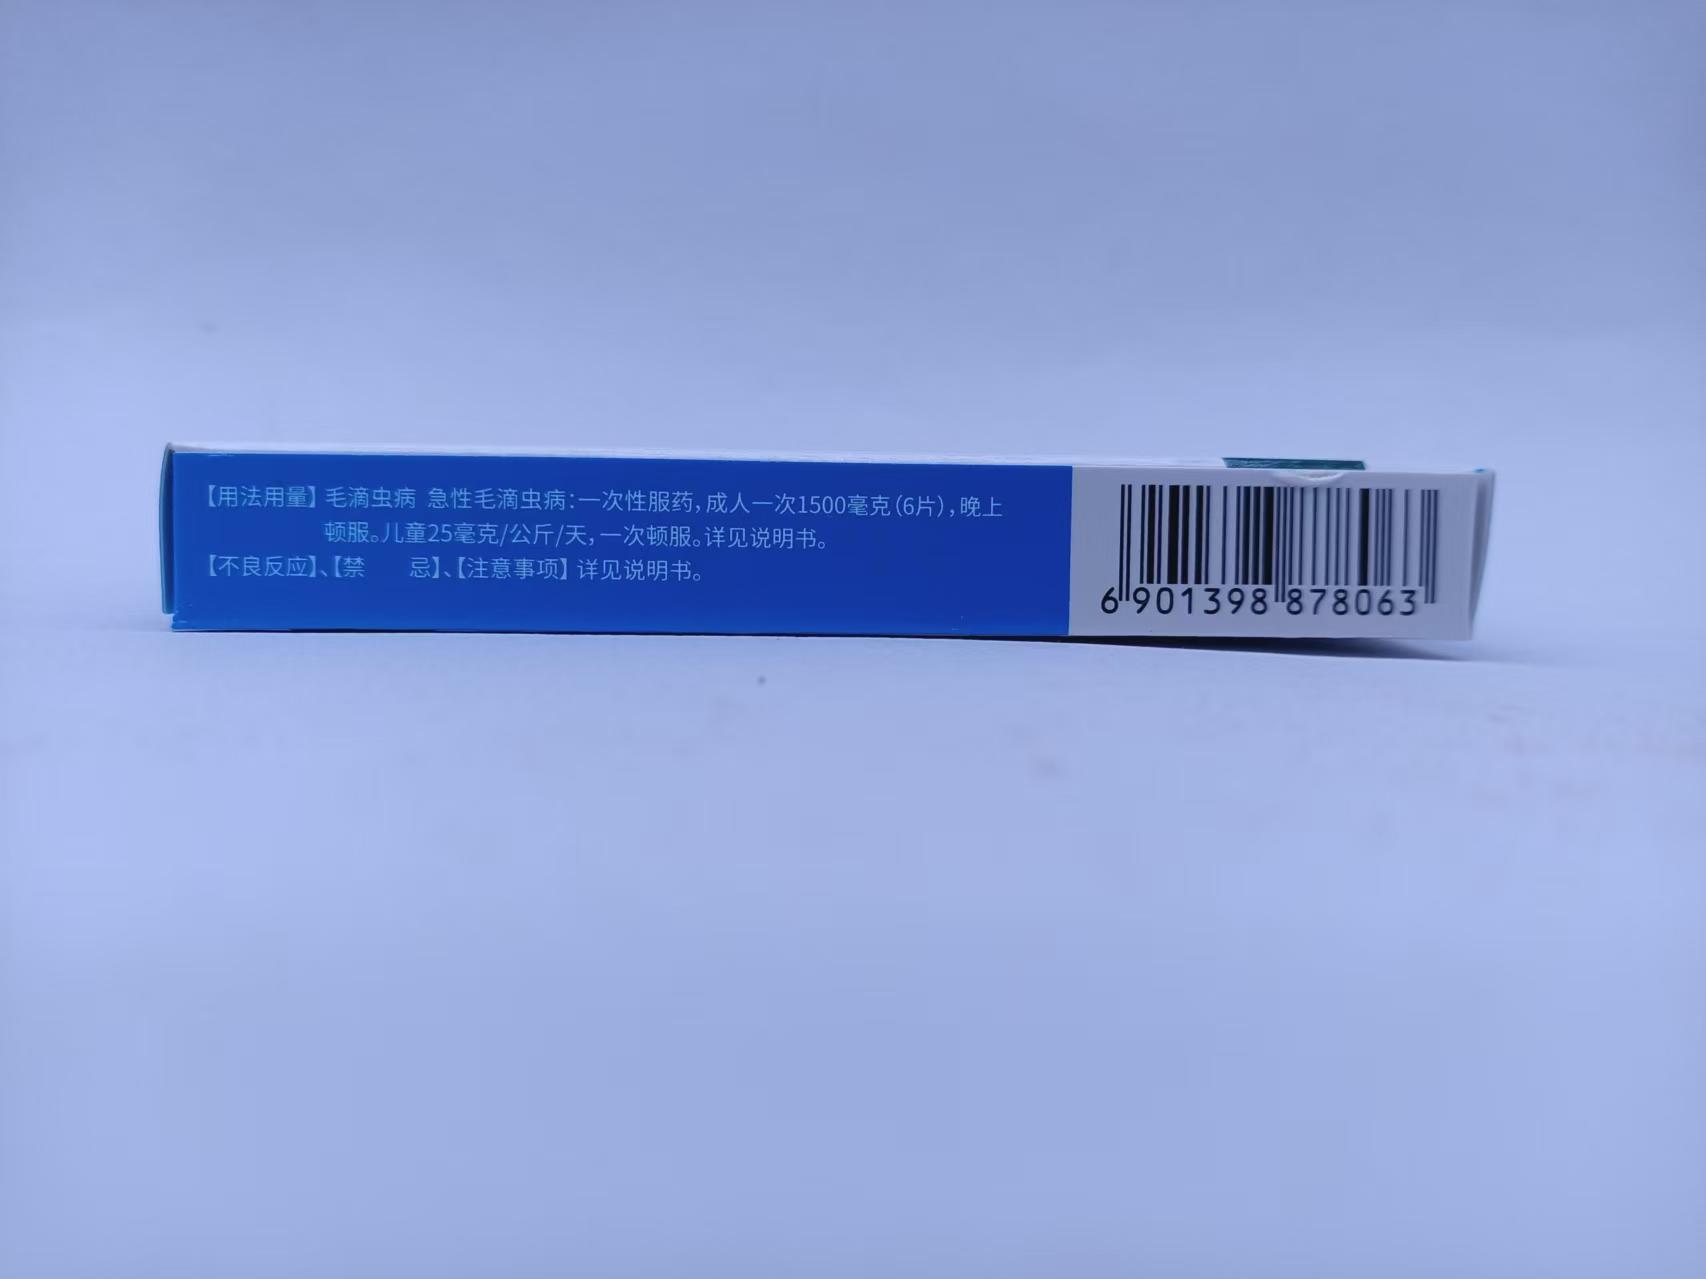 【用法用量】毛滴虫病 急性毛滴虫病:一次性服药,成人一次1500毫克(6片),晚上
顿服。儿童25毫克/公斤/天,一次顿服。详见说明书。
【不良反应】、【禁 忌】、【注意事项】详见说明书。
6 901398 878063